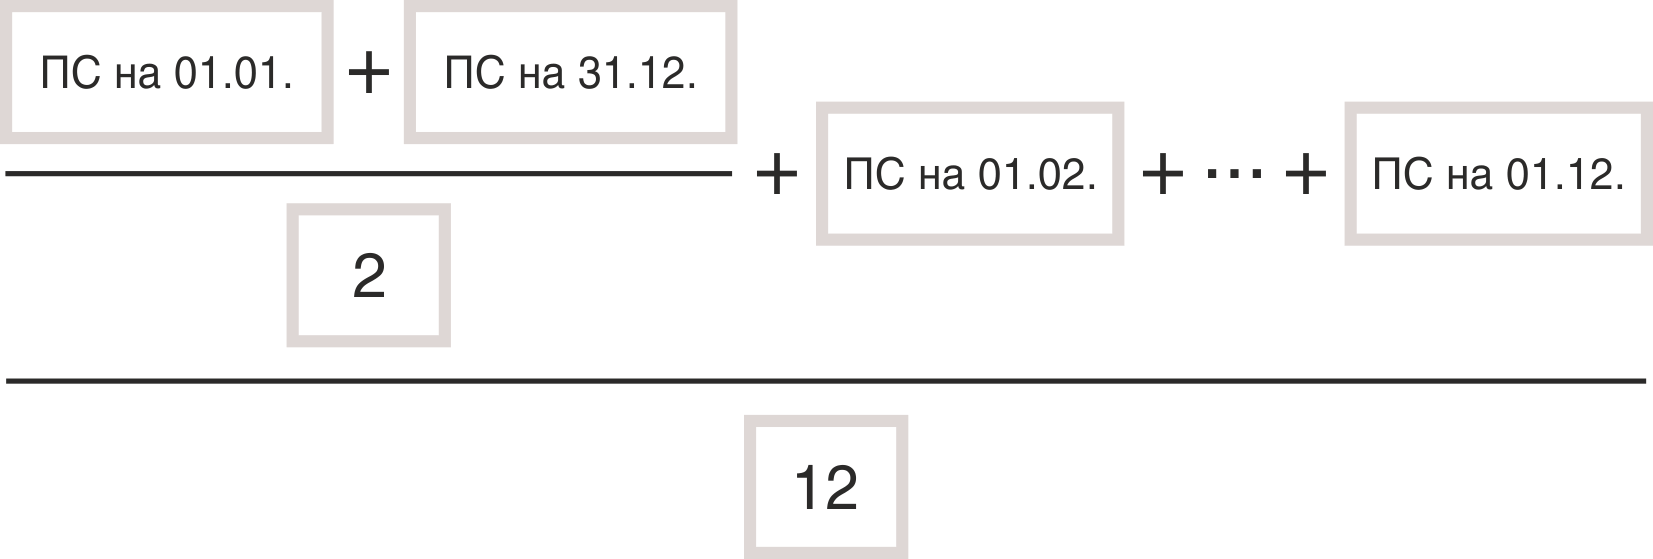 ПС на 01.01. + ПС на 31.12.
2
+ ПС на 01.02. + ... + ПС на 01.12.
12